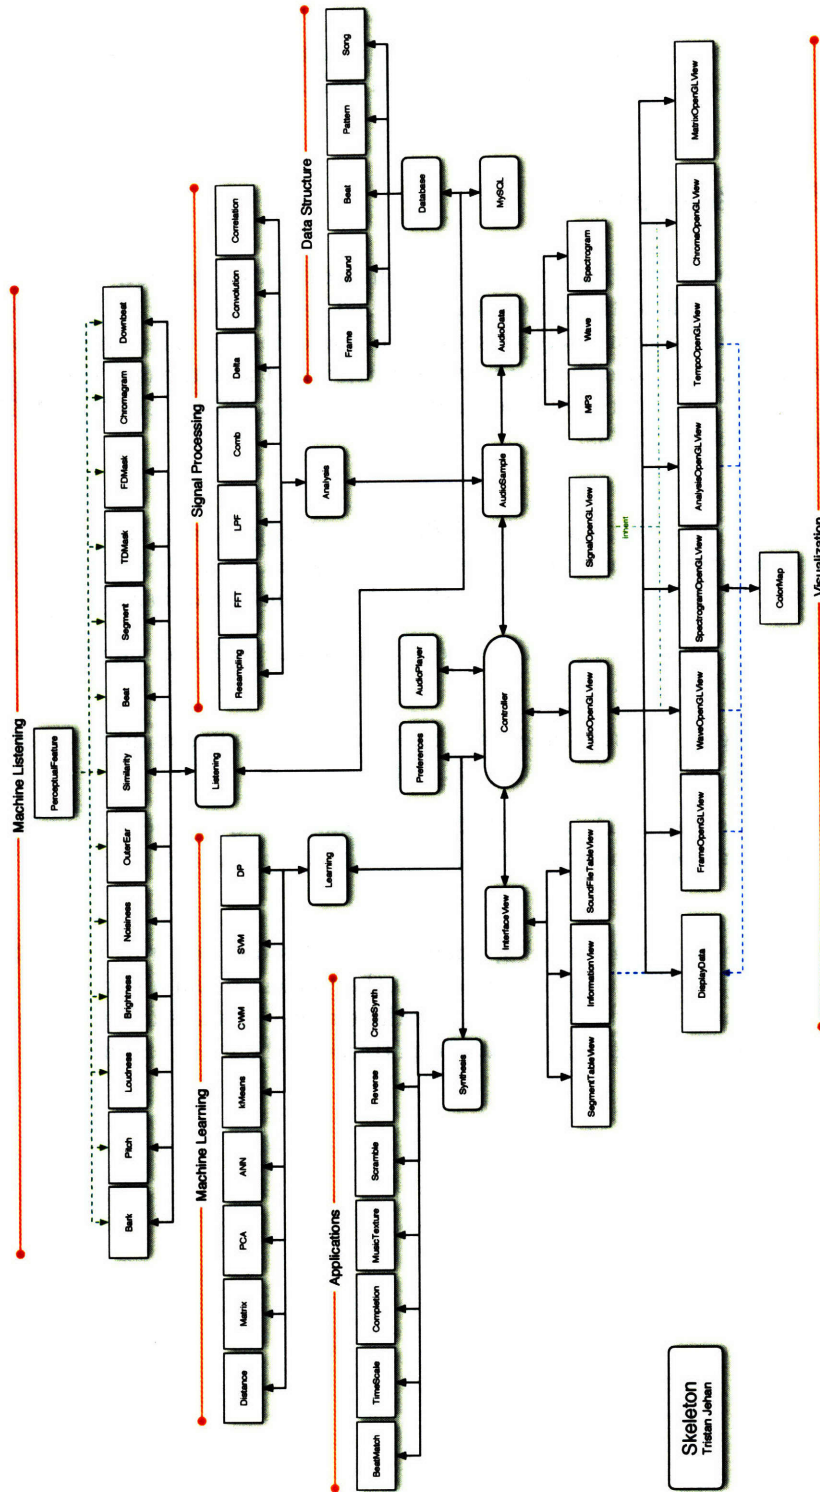 Machine Listening
PerceptualFeature
Bark
Pitch
Loudness
Brightness
Noisiness
OuterEar
Similarity
Beat
Segment
TDMask
FDMask
Chromagram
Downbeat
Listening
Machine Learning
Distance
Matrix
PCA
ANN
kMeans
CWM
SVM
DP
Learning
Signal Processing
Resampling
FFT
LPF
Comb
Delta
Convolution
Correlation
Analysis
Data Structure
Frame
Sound
Beat
Pattern
Song
Database
MySQL
Applications
BeatMatch
TimeScale
Completion
MusicTexture
Scramble
Reverse
CrossSynth
Synthesis
Preferences
AudioPlayer
InterfaceView
Controller
AudioSample
AudioData
SegmentTableView
InformationView
SoundFileTableView
AudioOpenGLView
SignalOpenGLView
inherit
MP3
Wave
Spectrogram
DisplayData
FrameOpenGLView
WaveOpenGLView
SpectrogramOpenGLView
AnalysisOpenGLView
TempoOpenGLView
ChromaOpenGLView
MatrixOpenGLView
ColorMap
Visualization
Skeleton
Tristan Jehan